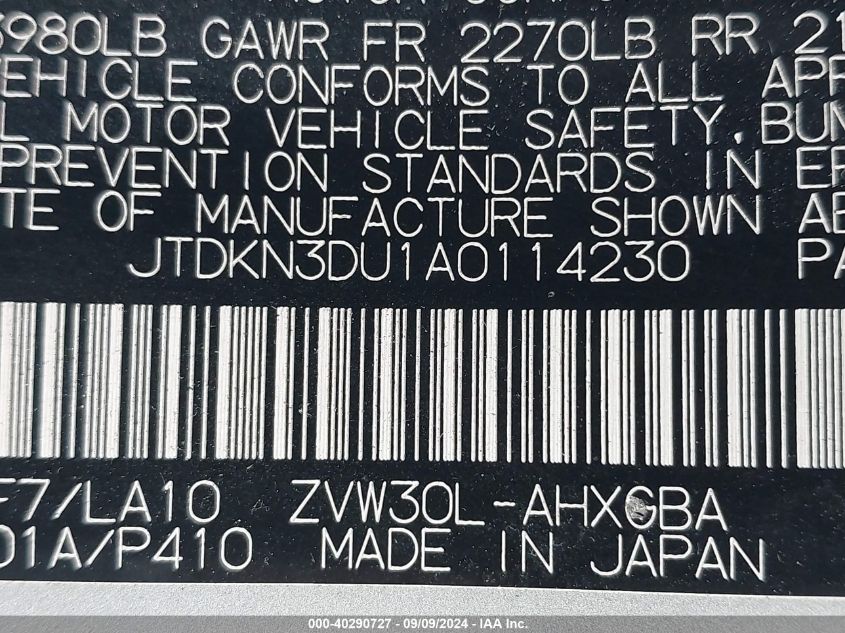 3980LB GAWR FR 2270LB RR 21
VEHICLE CONFORMS TO ALL APP
L MOTOR VEHICLE SAFETY, BUM
PREVENTION STANDARDS IN EF
TE OF MANUFACTURE SHOWN AB
JTDKN3DU1A0114230 PA
F7/LA10 ZVW30L-AHXGBA
01A/P410 MADE IN JAPAN
000-40290727 - 09/09/2024 - IAA Inc.